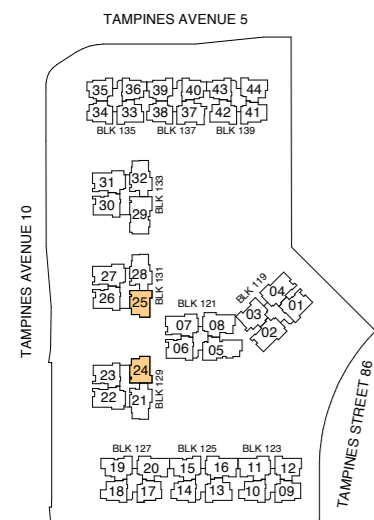 TAMPINES AVENUE 5
35 36 39 40 43 44
34 33 38 37 42 41
BLK 135 BLK 137 BLK 139
31 32
30 29
BLK 133
TAMPINES AVENUE 10
27 28
26 25
BLK 131
BLK 119
04
03 01
02
BLK 121
07 08
06 05
23 24
22 21
BLK 129
TAMPINES STREET 86
BLK 127 BLK 125 BLK 123
19 20 15 16 11 12
18 17 14 13 10 09